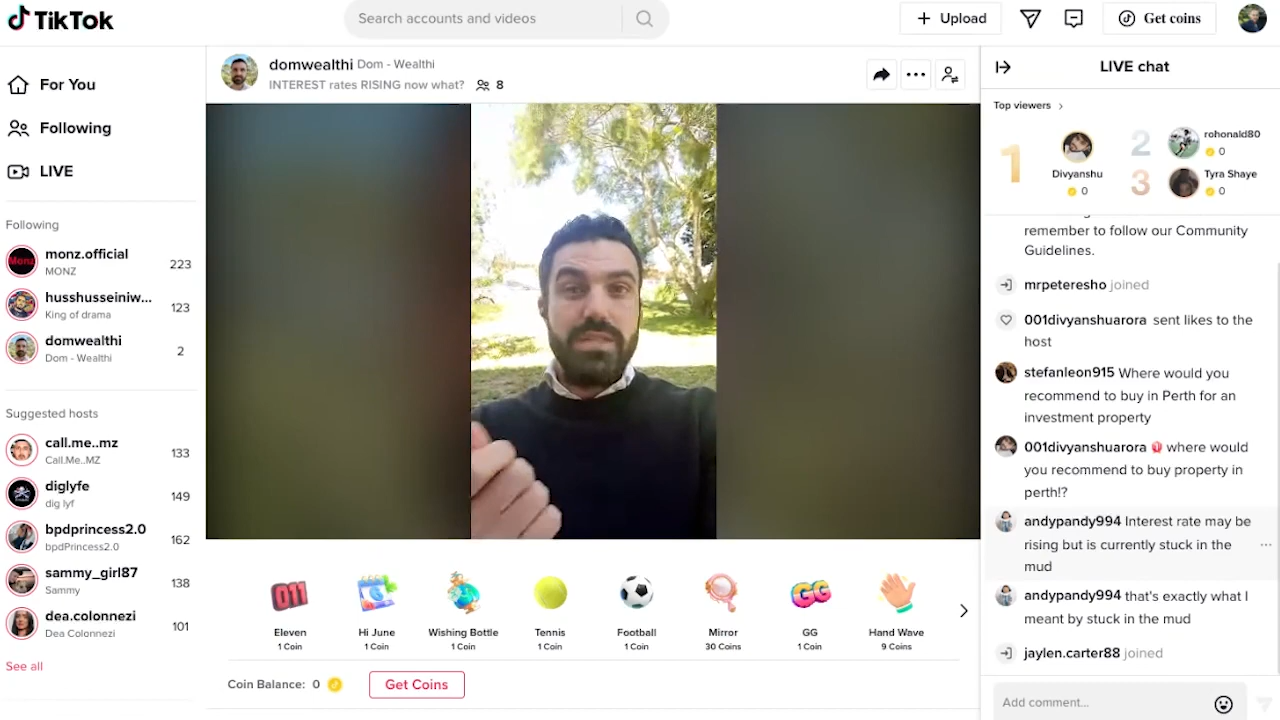 TikTok
Search accounts and videos
Upload
Get coins
For You
Following
LIVE
Following
monz.official
MONZ
223
husshusseiniw...
King of drama
123
domwealthi
Dom - Wealthi
2
Suggested hosts
call.me..mz
Call.Me..MZ
133
diglyfe
dig lyf
149
bpdprincess2.0
bpdPrincess2.0
162
sammy_girl87
Sammy
138
dea.colonnezi
Dea Colonnezi
101
See all
domwealthi Dom - Wealthi
INTEREST rates RISING now what? 8
011
GG
Eleven
1 Coin
Hi June
1 Coin
Wishing Bottle
1 Coin
Tennis
1 Coin
Football
1 Coin
Mirror
30 Coins
GG
1 Coin
Hand Wave
9 Coins
Coin Balance: 0
Get Coins
LIVE chat
Top viewers
1
Divyanshu
0
2
rohonald80
0
3
Tyra Shaye
0
remember to follow our Community
Guidelines.
mrpeteresho joined
001divyanshuarora sent likes to the
host
stefanleon915 Where would you
recommend to buy in Perth for an
investment property
001divyanshuarora where would
you recommend to buy property in
perth!?
andypandy994 Interest rate may be
rising but is currently stuck in the
mud
andypandy994 that's exactly what I
meant by stuck in the mud
jaylen.carter88 joined
Add comment...